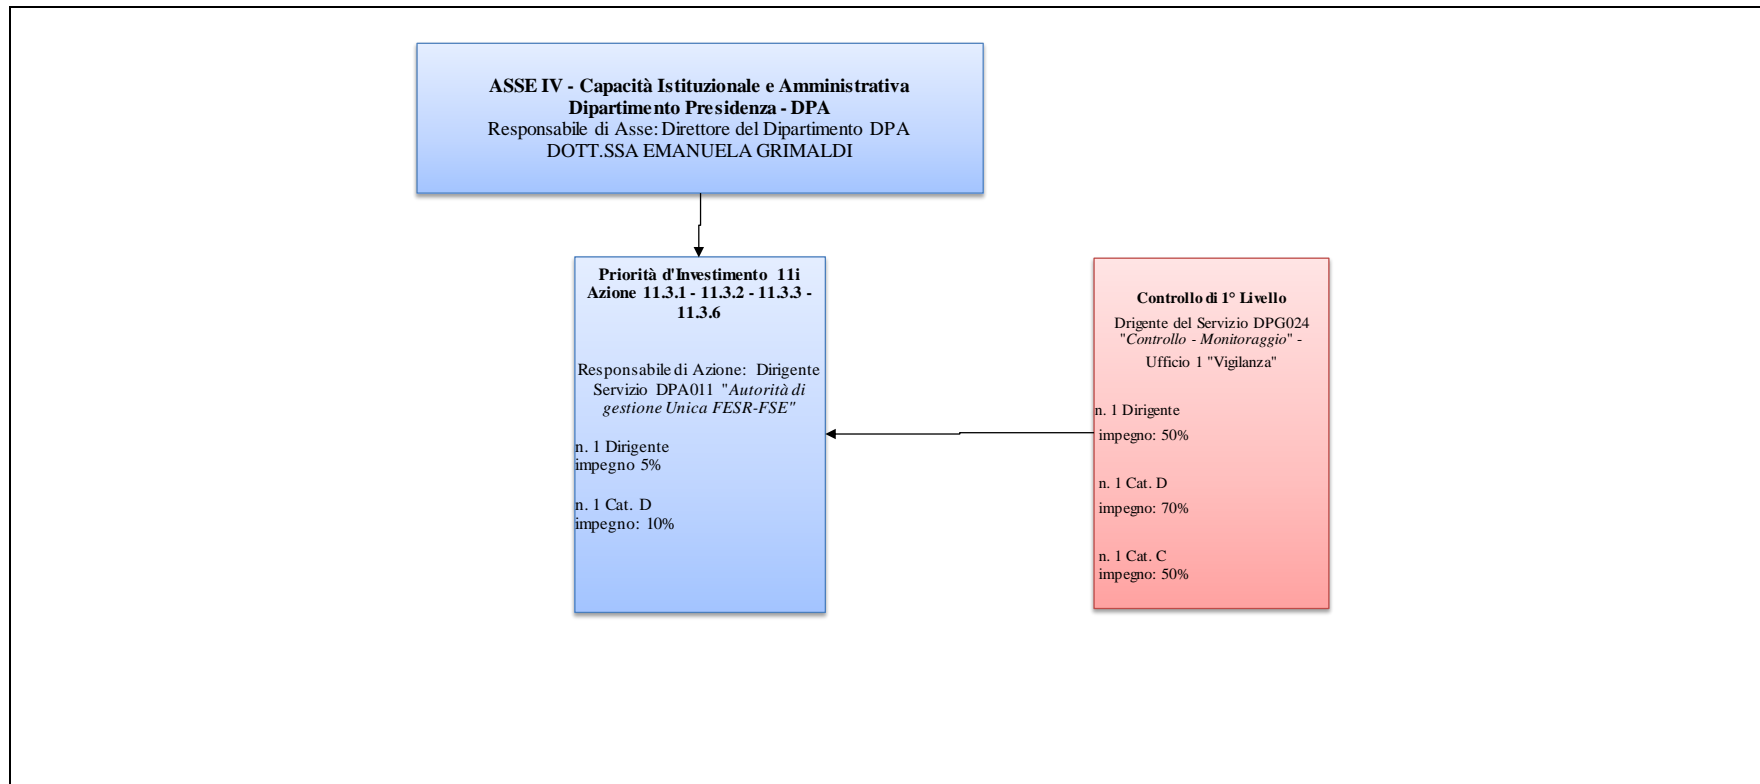 ASSE IV - Capacità Istituzionale e Amministrativa
Dipartimento Presidenza - DPA
Responsabile di Asse: Direttore del Dipartimento DPA
DOTT.SSA EMANUELA GRIMALDI
Priorità d'Investimento 11i
Azione 11.3.1 - 11.3.2 - 11.3.3 -
11.3.6
Responsabile di Azione: Dirigente
Servizio DPA011 "Autorità di
gestione Unica FESR-FSE"
n. 1 Dirigente
impegno 5%
n. 1 Cat. D
impegno: 10%
Controllo di 1° Livello
Drigente del Servizio DPG024
"Controllo - Monitoraggio" -
Ufficio 1 "Vigilanza"
n. 1 Dirigente
impegno: 50%
n. 1 Cat. D
impegno: 70%
n. 1 Cat. C
impegno: 50%